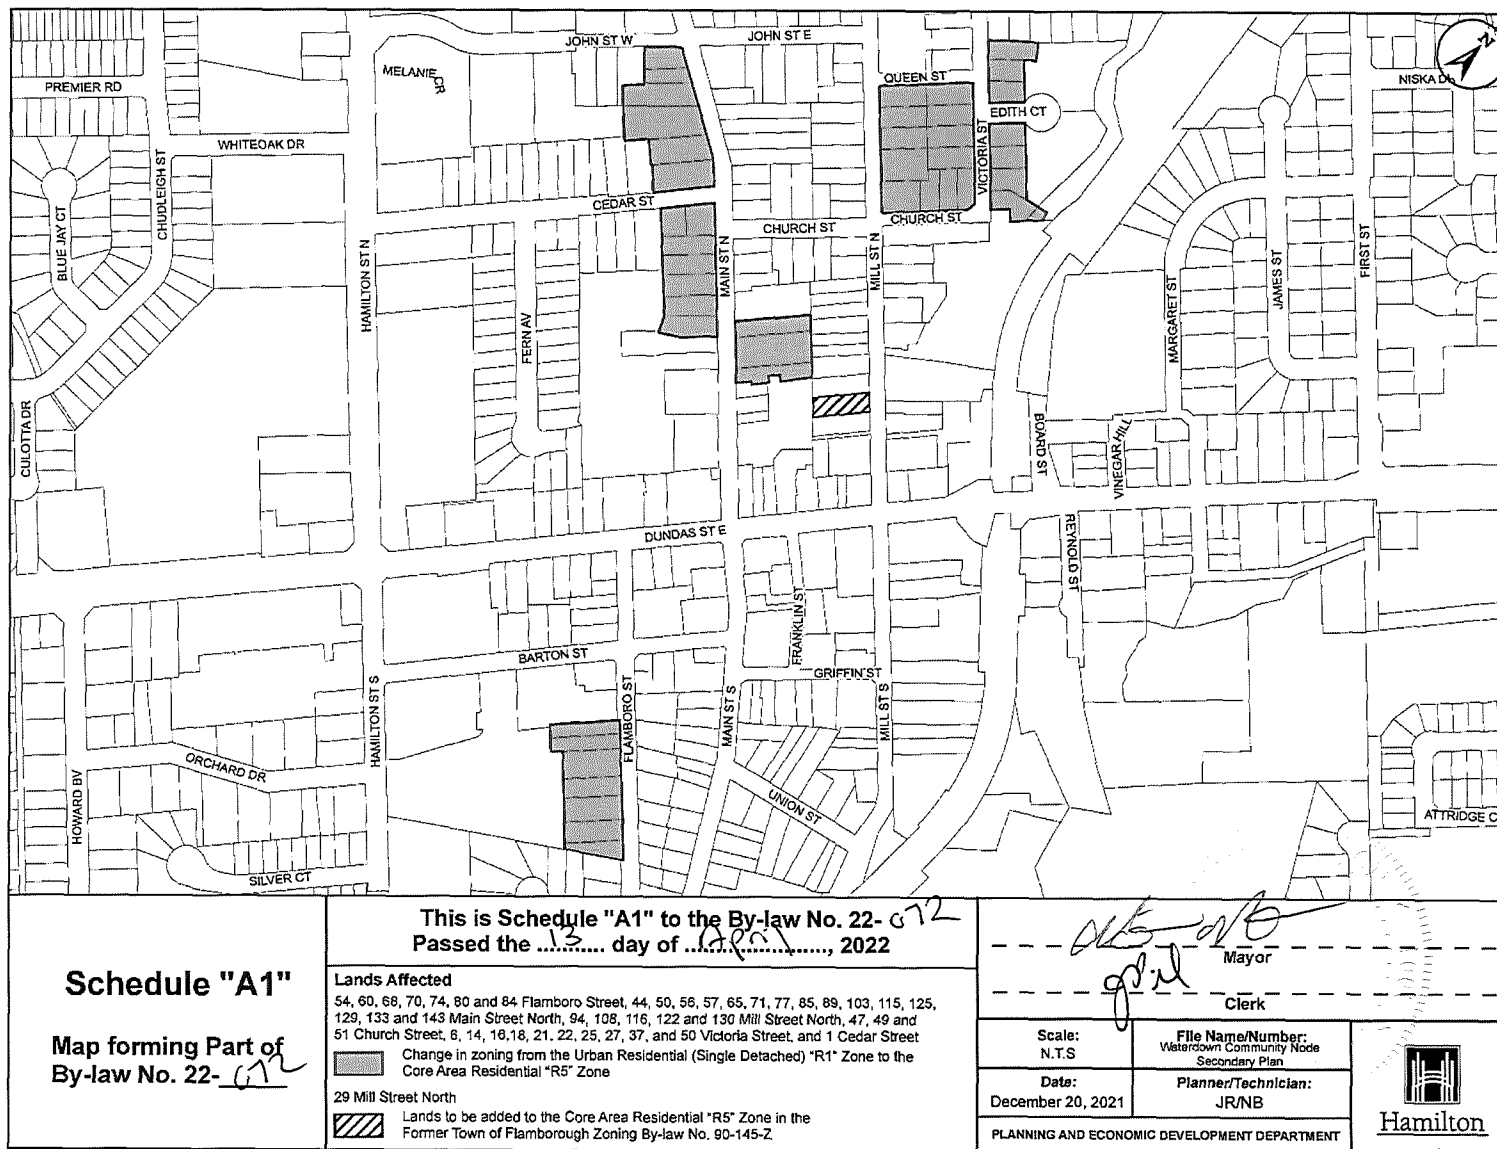 JOHN ST W
JOHN ST E
MELANIE CR
PREMIER RD
QUEEN ST
NISKA D
N
EDITH CT
WHITEOAK DR
VICTORIA ST
CHUDLEIGH ST
BLUE JAY CT
CEDAR ST
CHURCH ST
CHURCH ST
HAMILTON ST N
MAIN ST N
MILL ST N
FERN AV
MARGARET ST
JAMES ST
FIRST ST
CULOTTA DR
BOARD ST
VINEGAR HILL
DUNDAS ST E
REYNOLD ST
FRANKLIN ST
BARTON ST
GRIFFIN ST
HAMILTON ST S
FLAMBORO ST
MAIN ST S
MILL ST S
HOWARD BV
ORCHARD DR
UNION ST
ATTRIDGE C
SILVER CT
Schedule "A1"
Map forming Part of
By-law No. 22-072
This is Schedule "A1" to the By-law No. 22-072
Passed the ...13... day of ...April..., 2022
Lands Affected
54, 60, 68, 70, 74, 80 and 84 Flamboro Street, 44, 50, 56, 57, 65, 71, 77, 85, 89, 103, 115, 125,
129, 133 and 143 Main Street North, 94, 108, 116, 122 and 130 Mill Street North, 47, 49 and
51 Church Street, 6, 14, 16,18, 21, 22, 25, 27, 37, and 50 Victoria Street, and 1 Cedar Street
Change in zoning from the Urban Residential (Single Detached) "R1" Zone to the
Core Area Residential "R5" Zone
29 Mill Street North
Lands to be added to the Core Area Residential "R5" Zone in the
Former Town of Flamborough Zoning By-law No. 90-145-Z
Mayor
Clerk
Scale:
N.T.S
File Name/Number:
Waterdown Community Node
Secondary Plan
Date:
December 20, 2021
Planner/Technician:
JR/NB
PLANNING AND ECONOMIC DEVELOPMENT DEPARTMENT
Hamilton